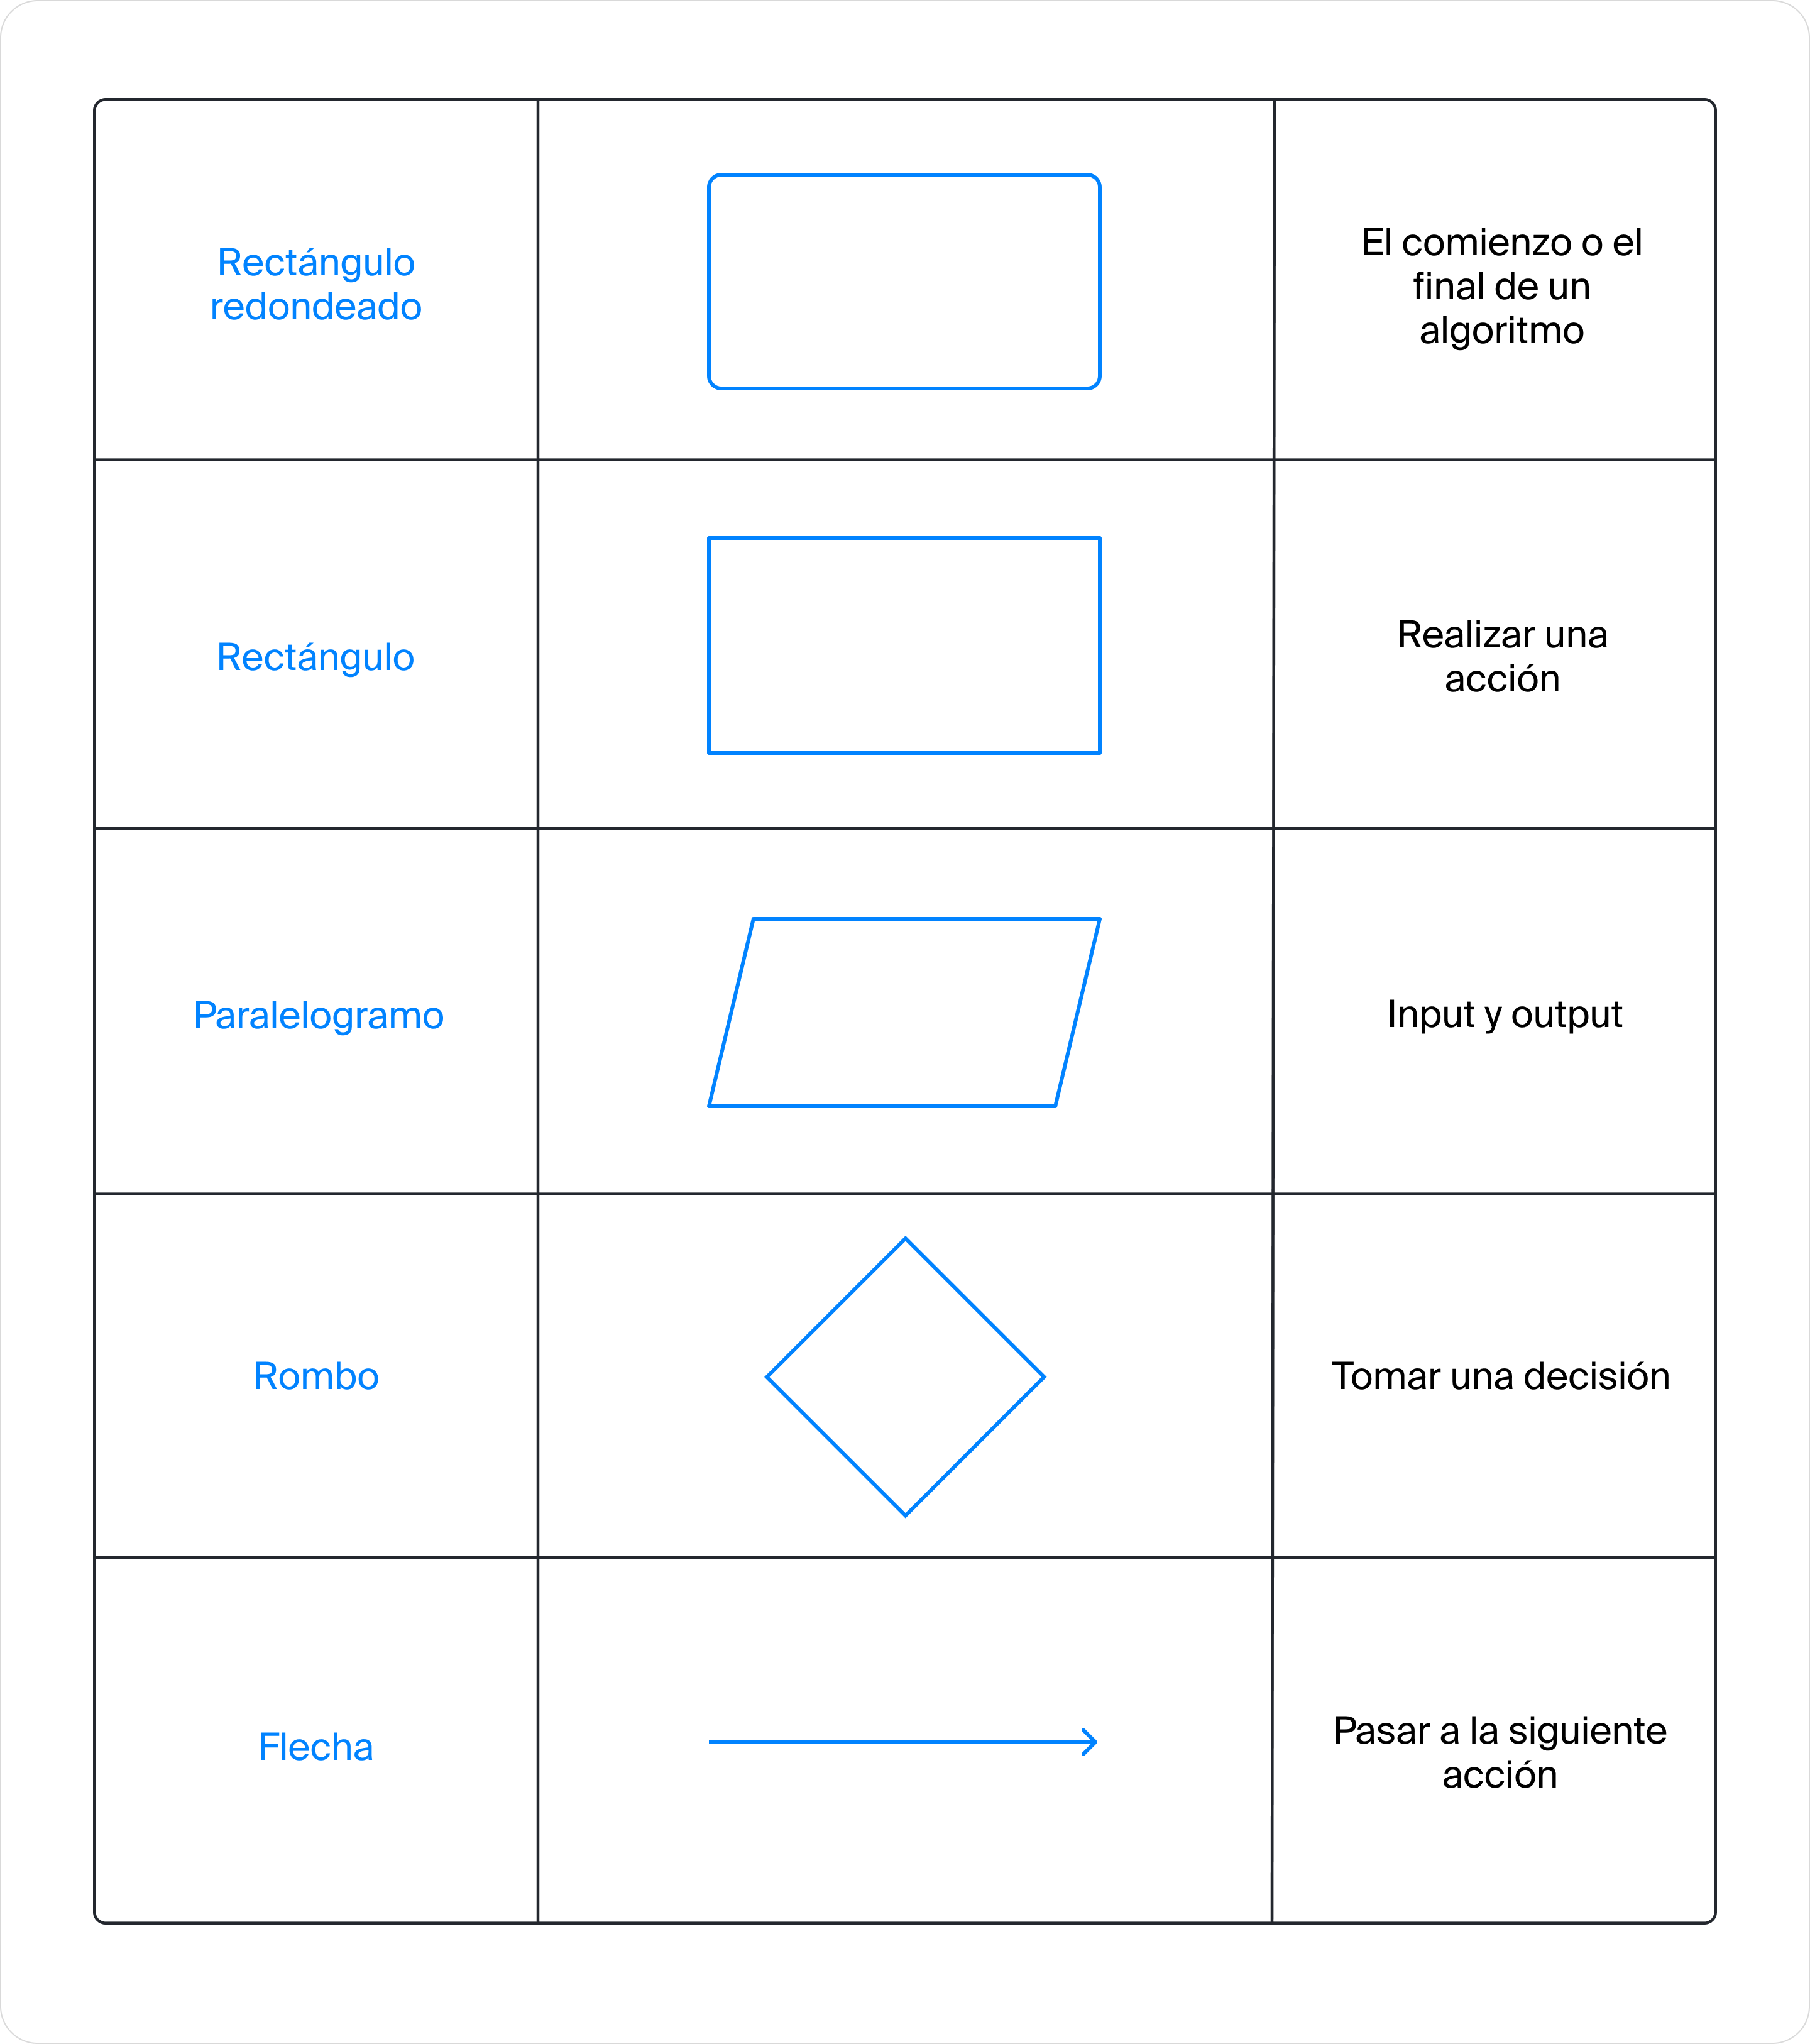 Rectángulo
redondeado
El comienzo o el
final de un
algoritmo
Rectángulo
Realizar una
acción
Paralelogramo
Input y output
Rombo
Tomar una decisión
Flecha
Pasar a la siguiente
acción